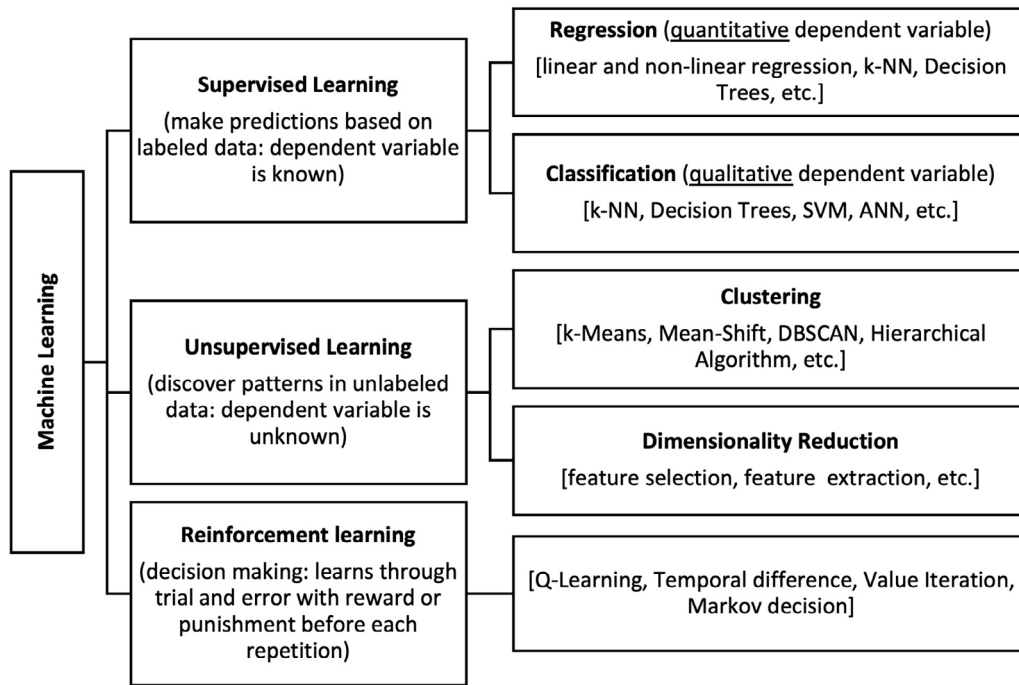 Machine Learning
Supervised Learning
(make predictions based on
labeled data: dependent variable
is known)
Regression (quantitative dependent variable)
[linear and non-linear regression, k-NN, Decision
Trees, etc.]
Classification (qualitative dependent variable)
[k-NN, Decision Trees, SVM, ANN, etc.]
Unsupervised Learning
(discover patterns in unlabeled
data: dependent variable is
unknown)
Clustering
[k-Means, Mean-Shift, DBSCAN, Hierarchical
Algorithm, etc.]
Dimensionality Reduction
[feature selection, feature extraction, etc.]
Reinforcement learning
(decision making: learns through
trial and error with reward or
punishment before each
repetition)
[Q-Learning, Temporal difference, Value Iteration,
Markov decision]